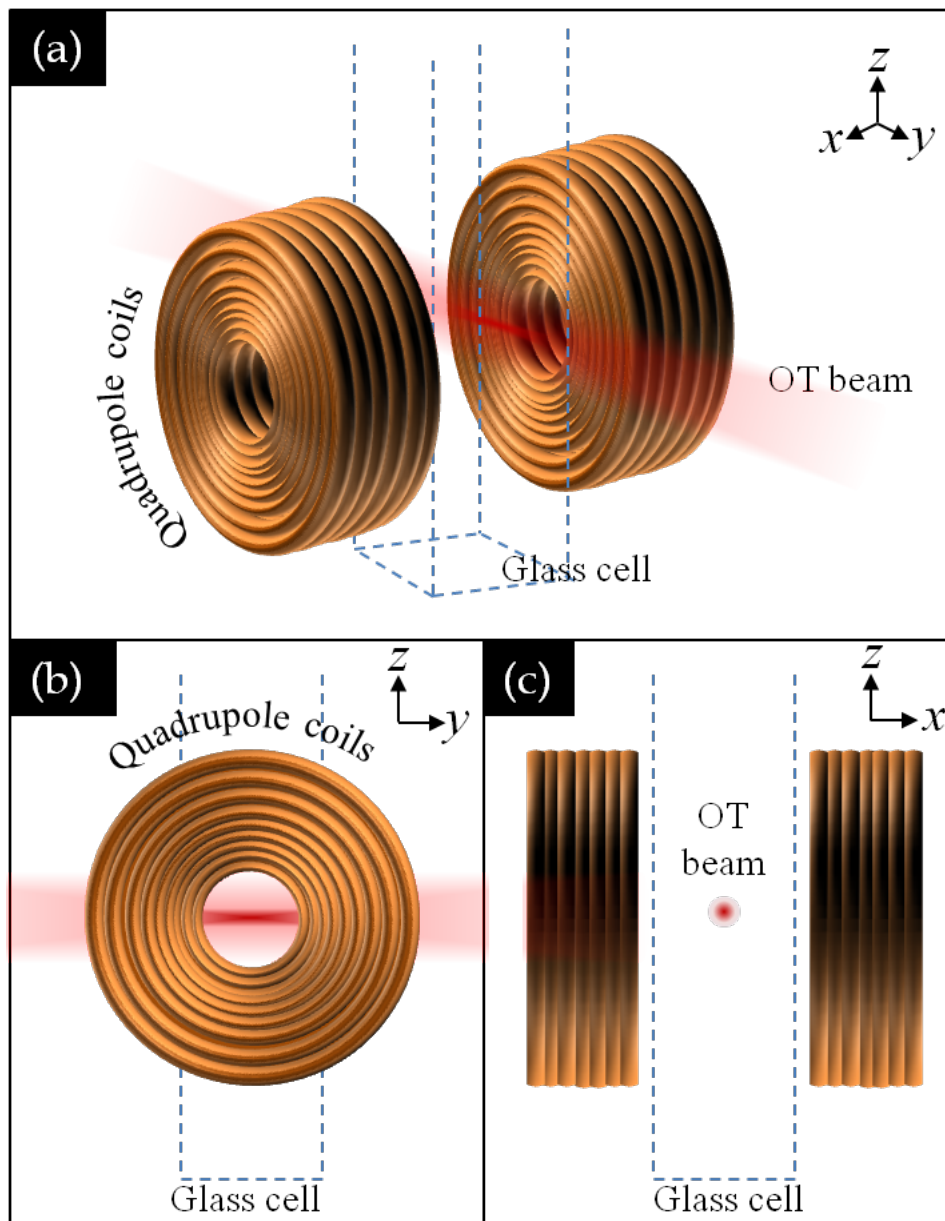 (a)
z
x
y
Quadrupole coils
OT beam
Glass cell
(b)
z
y
Quadrupole coils
Glass cell
(c)
z
x
OT
beam
Glass cell